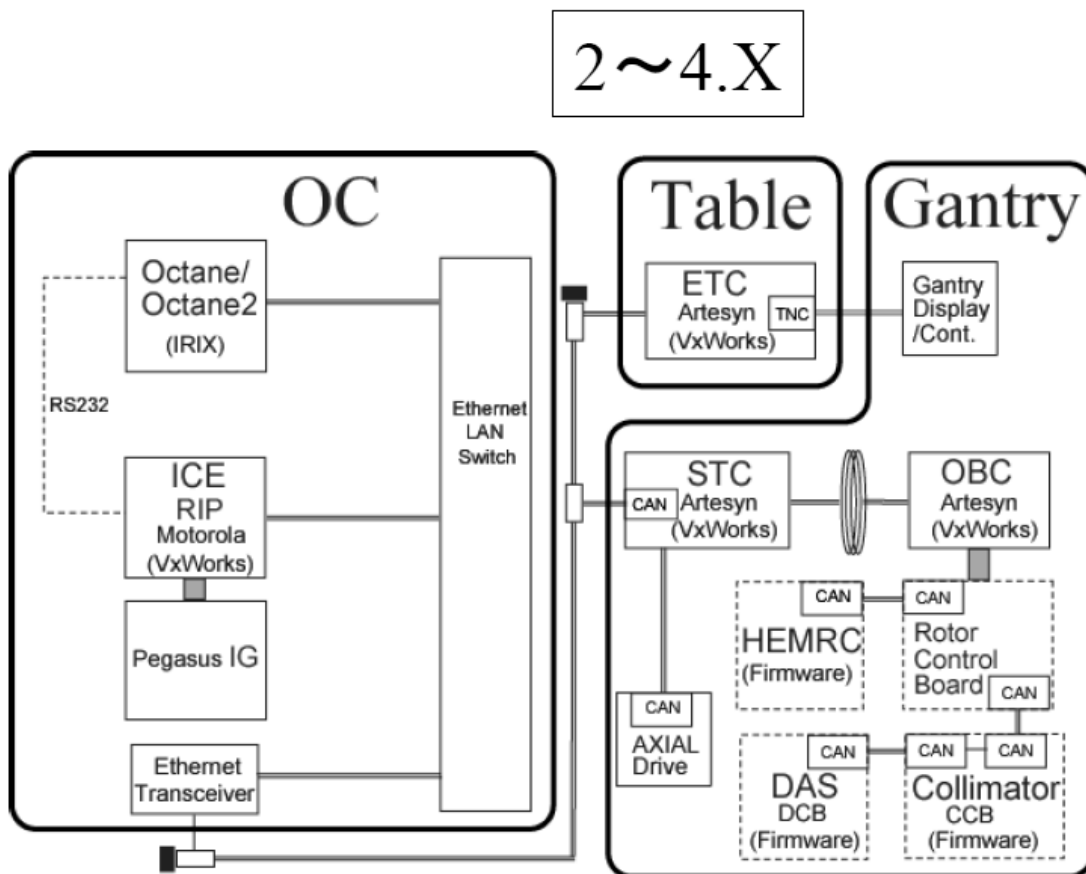 2～4.X
OC
Octane/
Octane2
(IRIX)
RS232
ICE
RIP
Motorola
(VxWorks)
Pegasus IG
Ethernet
Transceiver
Ethernet
LAN
Switch
Table
ETC
Artesyn
(VxWorks)
TNC
Gantry
Gantry
Display
/Cont.
STC
CAN
Artesyn
(VxWorks)
OBC
Artesyn
(VxWorks)
CAN
HEMRC
(Firmware)
CAN
Rotor
Control
Board
CAN
CAN
AXIAL
Drive
CAN
DAS
DCB
(Firmware)
CAN
CAN
Collimator
CCB
(Firmware)